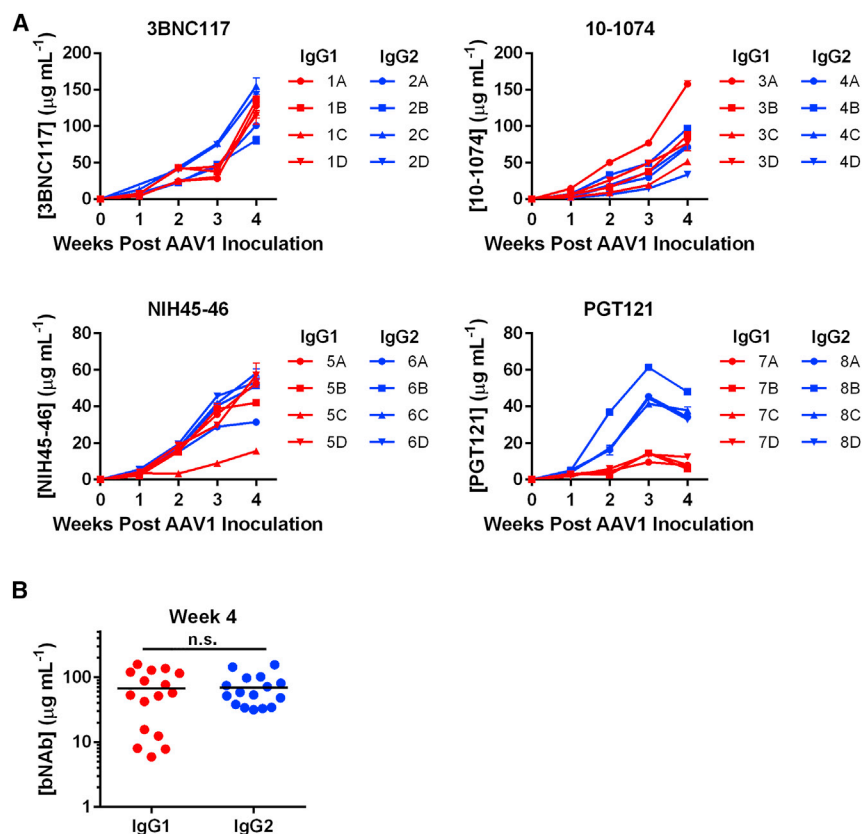 A
3BNC117
[3BNC117] (μg mL⁻¹)
200
150
100
50
0
0 1 2 3 4
Weeks Post AAV1 Inoculation
IgG1 IgG2
1A 2A
1B 2B
1C 2C
1D 2D
10-1074
[10-1074] (μg mL⁻¹)
200
150
100
50
0
0 1 2 3 4
Weeks Post AAV1 Inoculation
IgG1 IgG2
3A 4A
3B 4B
3C 4C
3D 4D
NIH45-46
[NIH45-46] (μg mL⁻¹)
80
60
40
20
0
0 1 2 3 4
Weeks Post AAV1 Inoculation
IgG1 IgG2
5A 6A
5B 6B
5C 6C
5D 6D
PGT121
[PGT121] (μg mL⁻¹)
80
60
40
20
0
0 1 2 3 4
Weeks Post AAV1 Inoculation
IgG1 IgG2
7A 8A
7B 8B
7C 8C
7D 8D
B
Week 4
n.s.
[bNAb] (μg mL⁻¹)
100
10
1
IgG1 IgG2